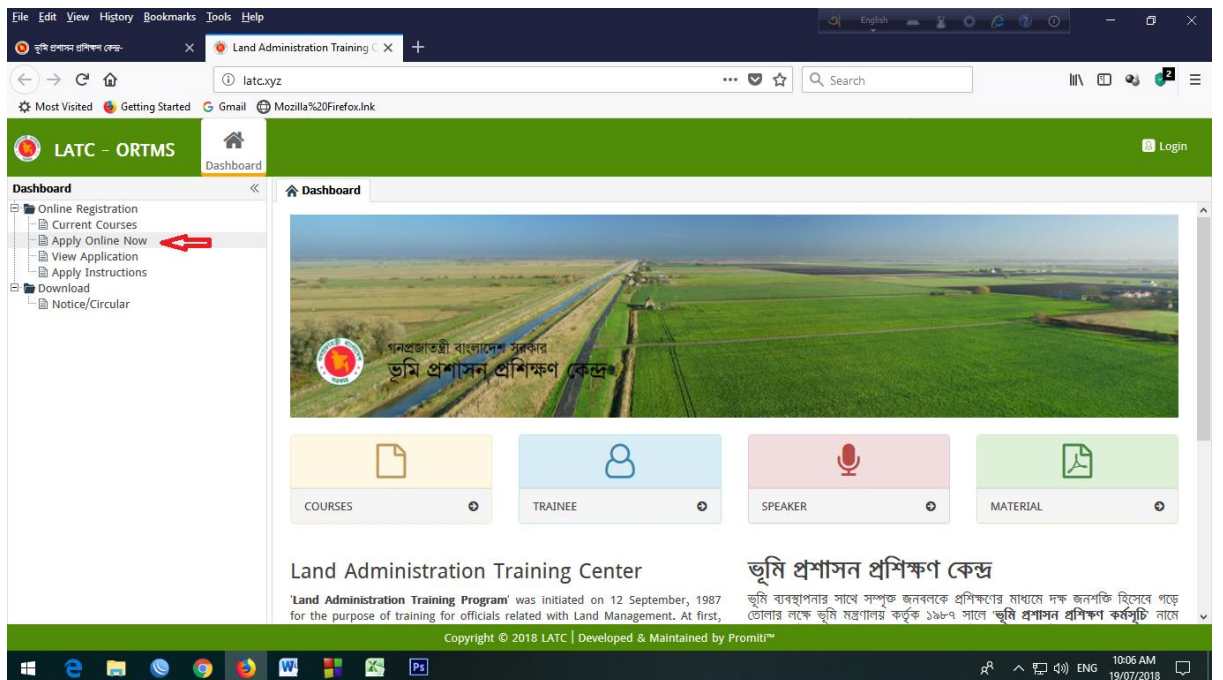 File Edit View History Bookmarks Tools Help
English
ভূমি প্রশাসন প্রশিক্ষণ কেন্দ্র-
Land Administration Training C
latc.xyz
Search
2
Most Visited Getting Started Gmail Mozilla%20Firefox.lnk
LATC - ORTMS
Dashboard
Login
Dashboard
Dashboard
Online Registration
Current Courses
Apply Online Now
View Application
Apply Instructions
Download
Notice/Circular
গনপ্রজাতন্ত্রী বাংলাদেশ সরকার
ভূমি প্রশাসন প্রশিক্ষণ কেন্দ্র
COURSES
TRAINEE
SPEAKER
MATERIAL
Land Administration Training Center
'Land Administration Training Program' was initiated on 12 September, 1987
for the purpose of training for officials related with Land Management. At first,
ভূমি প্রশাসন প্রশিক্ষণ কেন্দ্র
ভূমি ব্যবস্থাপনার সাথে সম্পৃক্ত জনবলকে প্রশিক্ষণের মাধ্যমে দক্ষ জনশক্তি হিসেবে গড়ে
তোলার লক্ষে ভূমি মন্ত্রণালয় কর্তৃক ১৯৮৭ সালে 'ভূমি প্রশাসন প্রশিক্ষণ কর্মসূচি' নামে
Copyright © 2018 LATC | Developed & Maintained by Promiti™
Ps
ENG
10:06 AM
19/07/2018